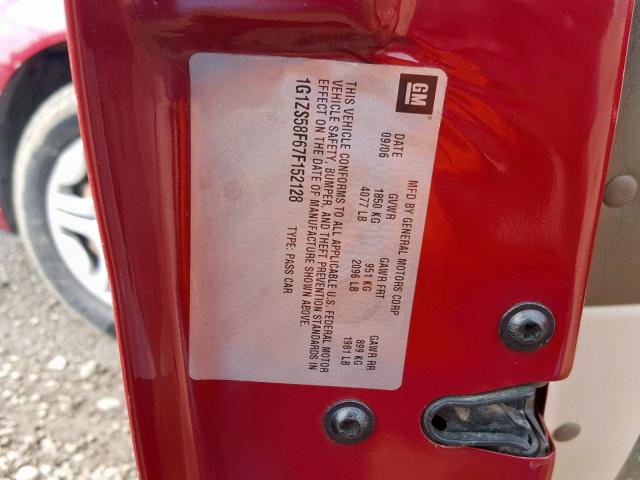 GM
MFD BY GENERAL MOTORS CORP
DATE GVWR GAWR FRT GAWR RR
09/06 1850 KG 951 KG 899 KG
4077 LB 2096 LB 1981 LB
THIS VEHICLE CONFORMS TO ALL APPLICABLE U.S. FEDERAL MOTOR
VEHICLE SAFETY, BUMPER, AND THEFT PREVENTION STANDARDS IN
EFFECT ON THE DATE OF MANUFACTURE SHOWN ABOVE.
1G1ZS58F67F152128 TYPE: PASS CAR